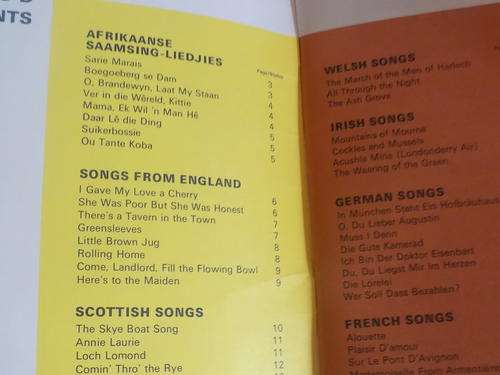 NTS
AFRIKAANSE
SAAMSING-LIEDJIES
Sarie Marais 3
Boegoeberg se Dam 3
O, Brandewyn, Laat My Staan 4
Ver in die Wêreld, Kittie 4
Mama, Ek Wil 'n Man Hê 4
Daar Lê die Ding 5
Suikerbossie 5
Ou Tante Koba 5
SONGS FROM ENGLAND
I Gave My Love a Cherry 6
She Was Poor But She Was Honest 6
There's a Tavern in the Town 7
Greensleeves 7
Little Brown Jug 8
Rolling Home 8
Come, Landlord, Fill the Flowing Bowl 9
Here's to the Maiden 9
SCOTTISH SONGS
The Skye Boat Song 10
Annie Laurie 11
Loch Lomond 11
Comin' Thro' the Rye 12
WELSH SONGS
The March of the Men of Harlech
All Through the Night
The Ash Grove
IRISH SONGS
Mountains of Mourne
Cockles and Mussels
Acushla Mine (Londonderry Air)
The Wearing of the Green
GERMAN SONGS
In München Steht Ein Hofbräuhaus
O, Du Lieber Augustin
Muss I Denn
Die Gute Kamerad
Ich Bin Der Doktor Eisenbart
Du, Du Liegst Mir Im Herzen
Die Lorelei
Wer Soll Dass Bezahlen?
FRENCH SONGS
Alouette
Plaisir D'amour
Sur Le Pont D'Avignon
Mademoiselle From Armentieres